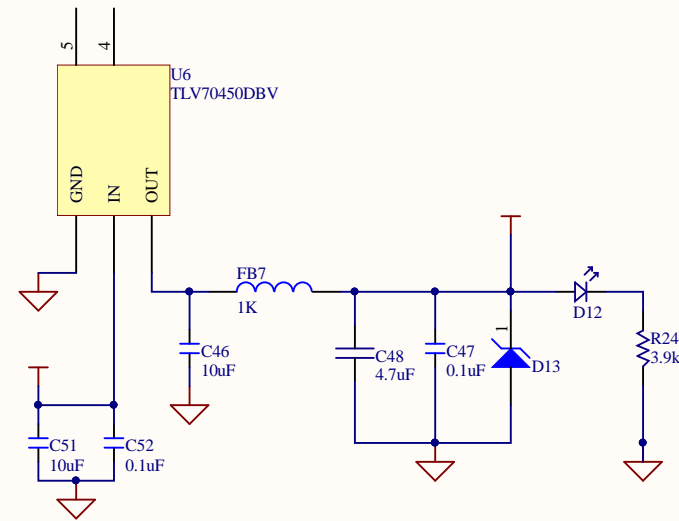 5
4
U6
TLV70450DBV
GND
IN
OUT
FB7
1K
1
D12
C46
10uF
C48
4.7uF
C47
0.1uF
D13
R24
3.9k
C51
10uF
C52
0.1uF